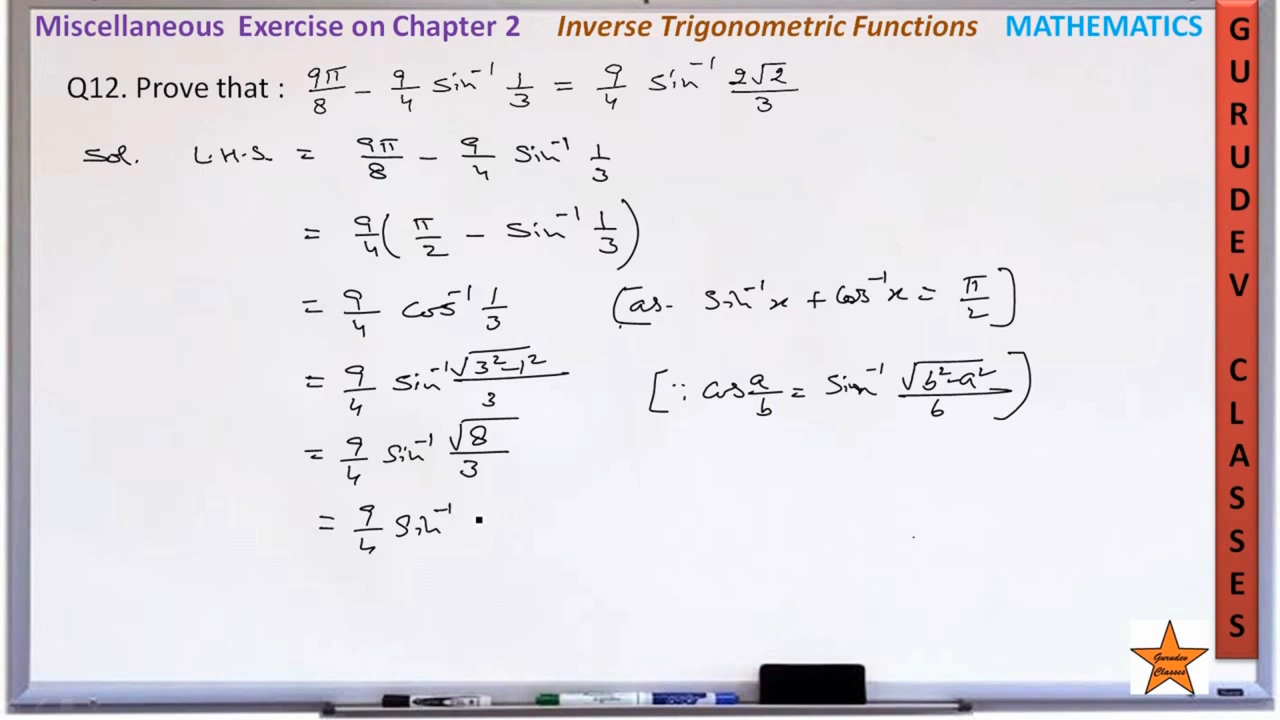 Miscellaneous Exercise on Chapter 2 Inverse Trigonometric Functions MATHEMATICS
Q12. Prove that : 9π/8 - 9/4 sin⁻¹ 1/3 = 9/4 sin⁻¹ 2√2/3
Sol. L.H.S. = 9π/8 - 9/4 sin⁻¹ 1/3
= 9/4 ( π/2 - sin⁻¹ 1/3 )
= 9/4 cos⁻¹ 1/3 [as- sin⁻¹x + cos⁻¹x = π/2]
= 9/4 sin⁻¹ √(3²-1²)/3 [∵ cos a/b = sin⁻¹ √(b²-a²)/b]
= 9/4 sin⁻¹ √8/3
= 9/4 sin⁻¹
GURUDEV CLASSES
Gurudev
Classes